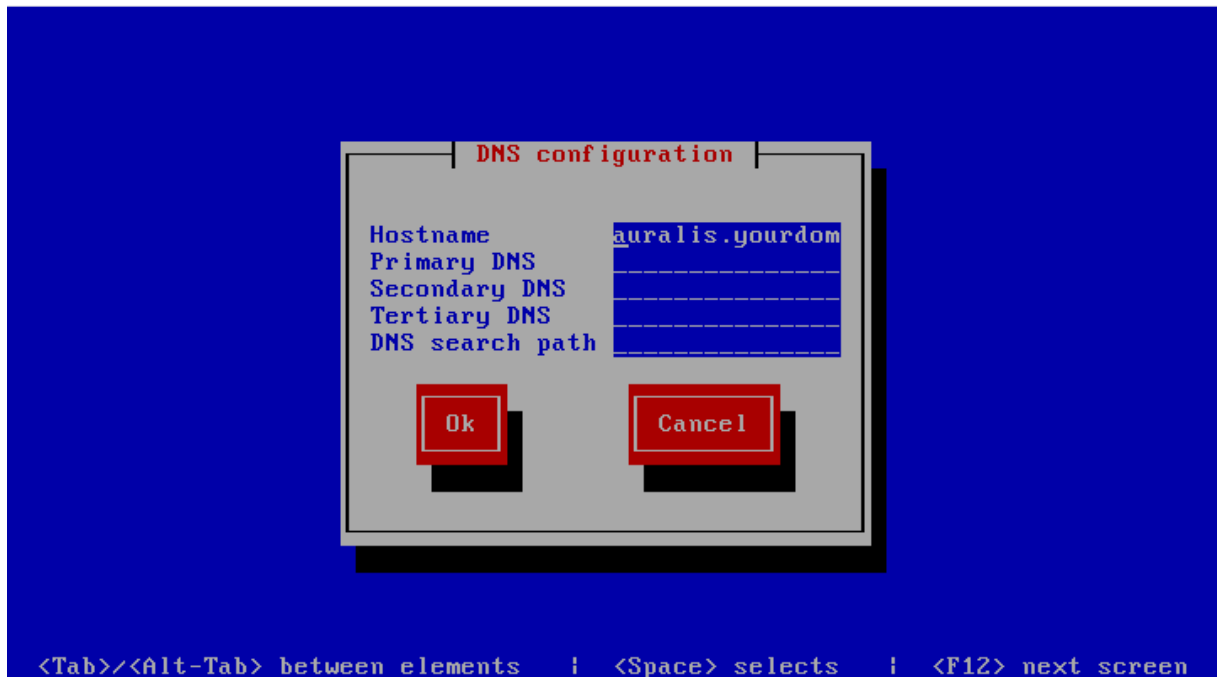 DNS configuration
Hostname auralis.yourdom
Primary DNS
Secondary DNS
Tertiary DNS
DNS search path
Ok Cancel
<Tab>/<Alt-Tab> between elements | <Space> selects | <F12> next screen